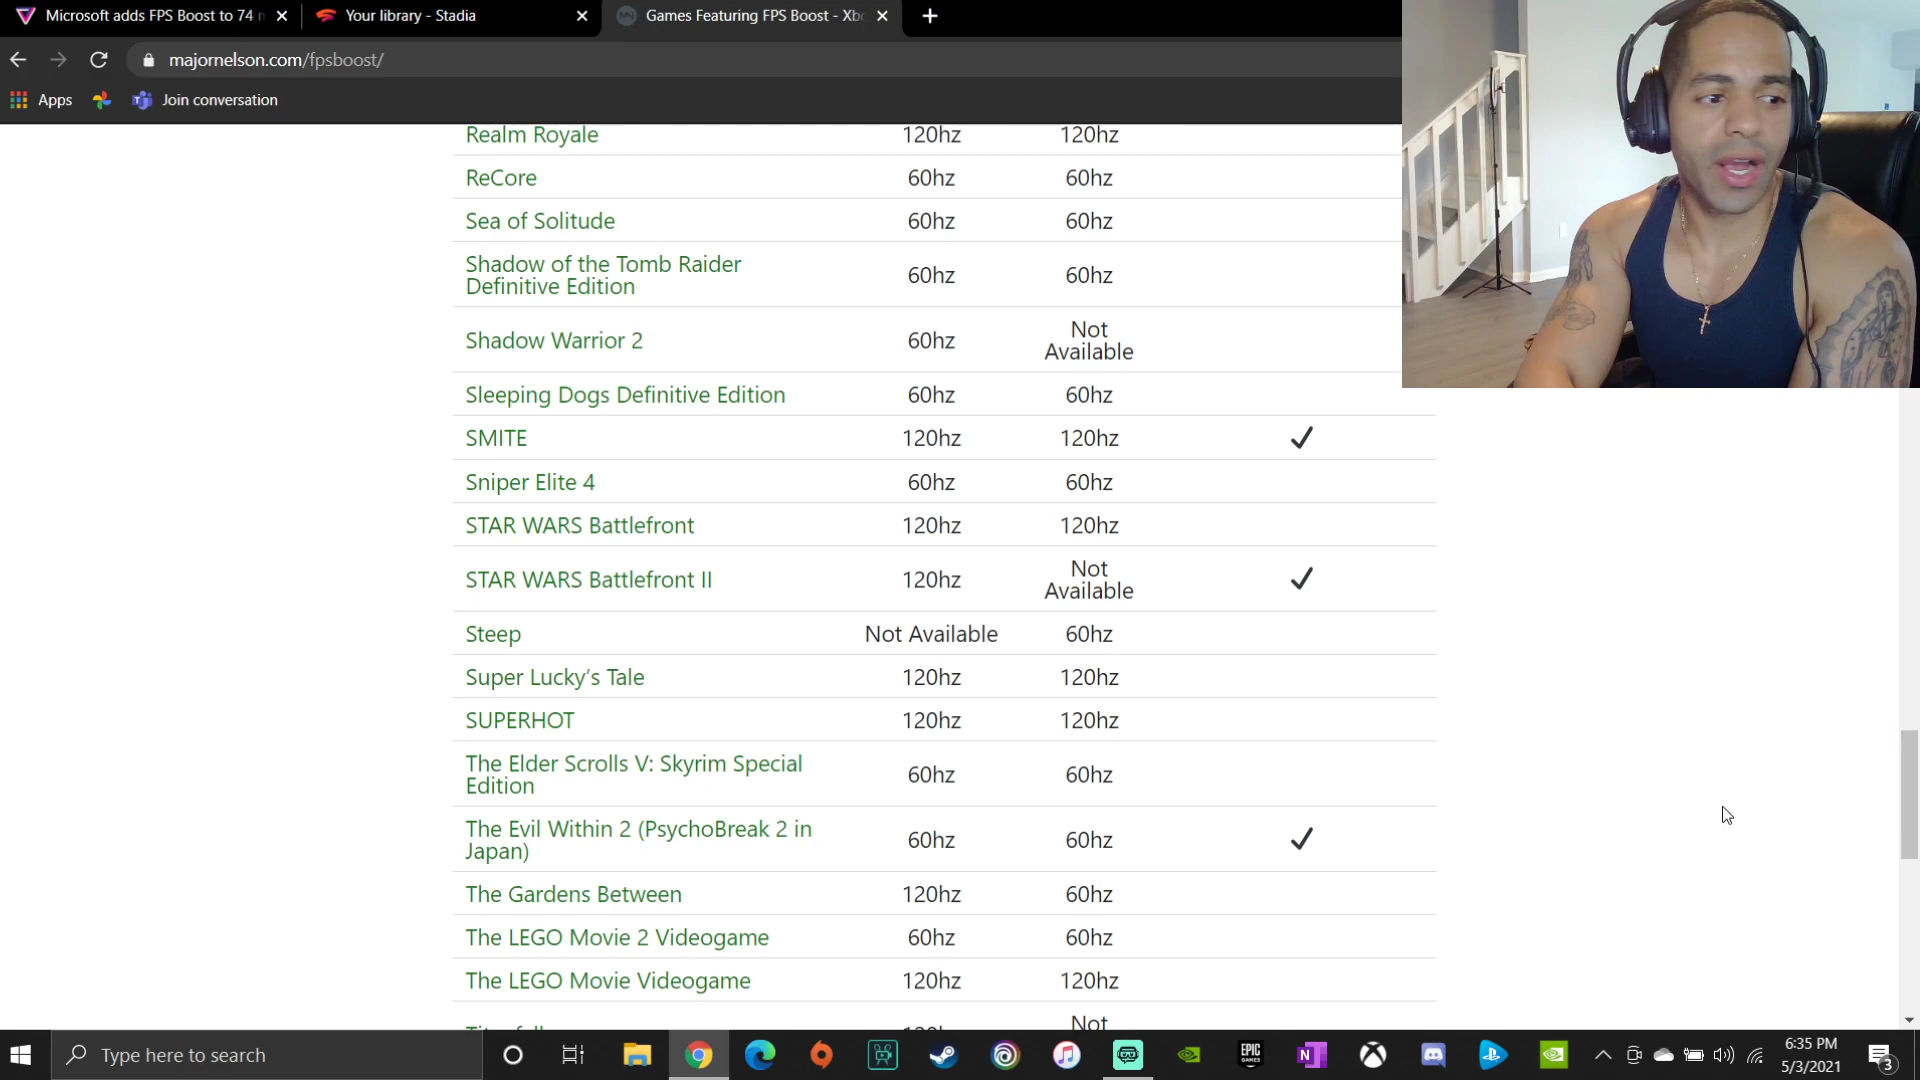 Microsoft adds FPS Boost to 74
Your library - Stadia
Games Featuring FPS Boost - Xbo
majornelson.com/fpsboost/
Apps
Join conversation
Realm Royale 120hz 120hz
ReCore 60hz 60hz
Sea of Solitude 60hz 60hz
Shadow of the Tomb Raider
Definitive Edition 60hz 60hz
Shadow Warrior 2 60hz Not
Available
Sleeping Dogs Definitive Edition 60hz 60hz
SMITE 120hz 120hz ✓
Sniper Elite 4 60hz 60hz
STAR WARS Battlefront 120hz 120hz
STAR WARS Battlefront II 120hz Not
Available ✓
Steep Not Available 60hz
Super Lucky’s Tale 120hz 120hz
SUPERHOT 120hz 120hz
The Elder Scrolls V: Skyrim Special
Edition 60hz 60hz
The Evil Within 2 (PsychoBreak 2 in
Japan) 60hz 60hz ✓
The Gardens Between 120hz 60hz
The LEGO Movie 2 Videogame 60hz 60hz
The LEGO Movie Videogame 120hz 120hz
Not
Type here to search
EPIC
GAMES
6:35 PM
5/3/2021
3